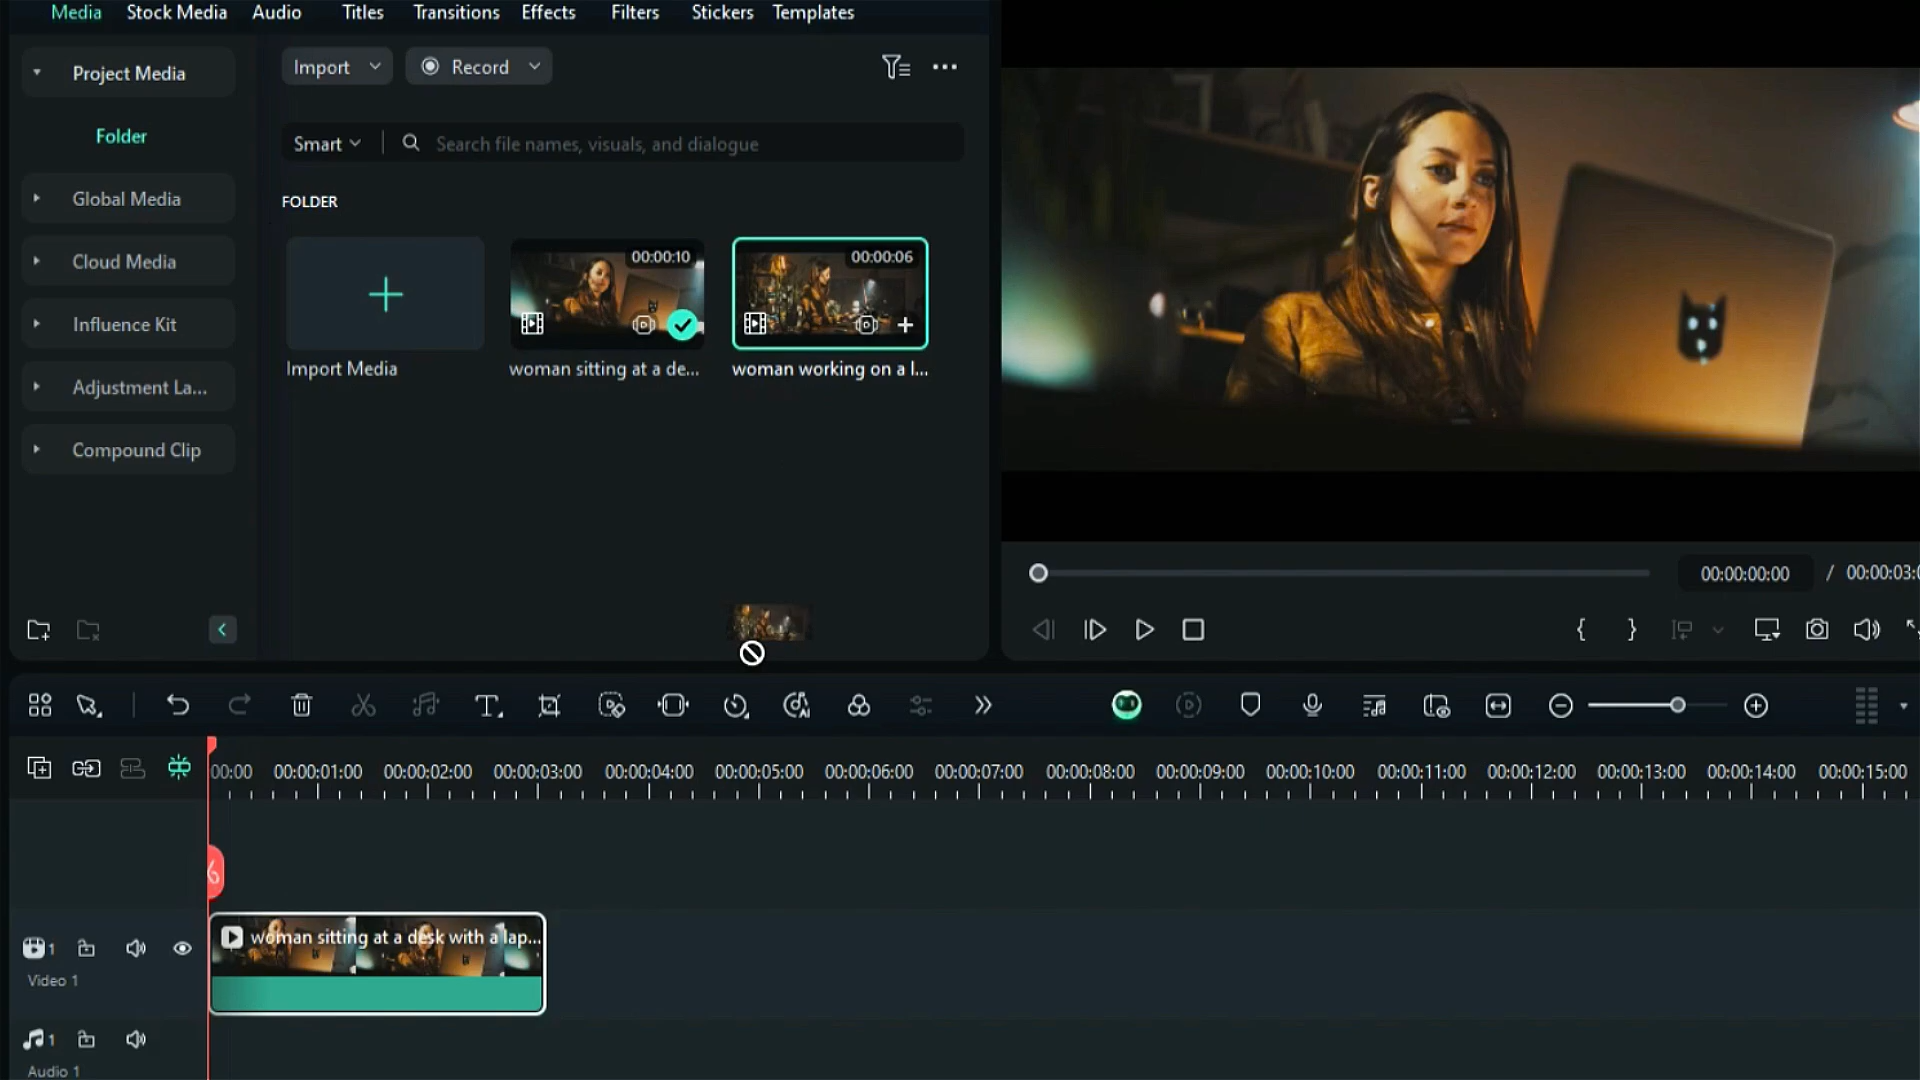 Media Stock Media Audio Titles Transitions Effects Filters Stickers Templates
Project Media
Folder
Global Media
Cloud Media
Influence Kit
Adjustment La...
Compound Clip
Import Record
Smart Search file names, visuals, and dialogue
FOLDER
00:00:10 00:00:06
Import Media woman sitting at a de... woman working on a l...
00:00:00:00 / 00:00:03:0
{ }
00:00 00:00:01:00 00:00:02:00 00:00:03:00 00:00:04:00 00:00:05:00 00:00:06:00 00:00:07:00 00:00:08:00 00:00:09:00 00:00:10:00 00:00:11:00 00:00:12:00 00:00:13:00 00:00:14:00 00:00:15:00
woman sitting at a desk with a lap...
1
Video 1
1
Audio 1